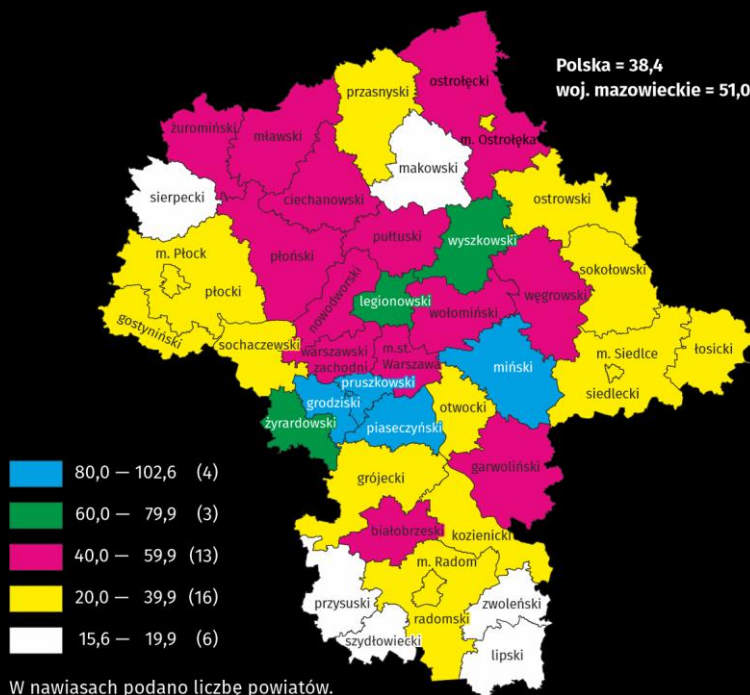 Polska = 38,4
woj. mazowieckie = 51,0
ostrołęcki
przasnyski
żuromiński
mławski
m. Ostrołęka
makowski
sierpecki
ciechanowski
ostrowski
pułtuski
wyszkowski
m. Płock
płoński
sokołowski
płocki
nowodworski
legionowski
wołomiński
węgrowski
gostyniński
sochaczewski
warszawski
zachodni
m.st.
Warszawa
miński
m. Siedlce
łosicki
pruszkowski
siedlecki
grodziski
żyrardowski
piaseczyński
otwocki
grójecki
garwoliński
80,0 — 102,6 (4)
60,0 — 79,9 (3)
40,0 — 59,9 (13)
20,0 — 39,9 (16)
15,6 — 19,9 (6)
białobrzeski
kozienicki
m. Radom
przysuski
radomski
zwoleński
szydłowiecki
lipski
W nawiasach podano liczbę powiatów.